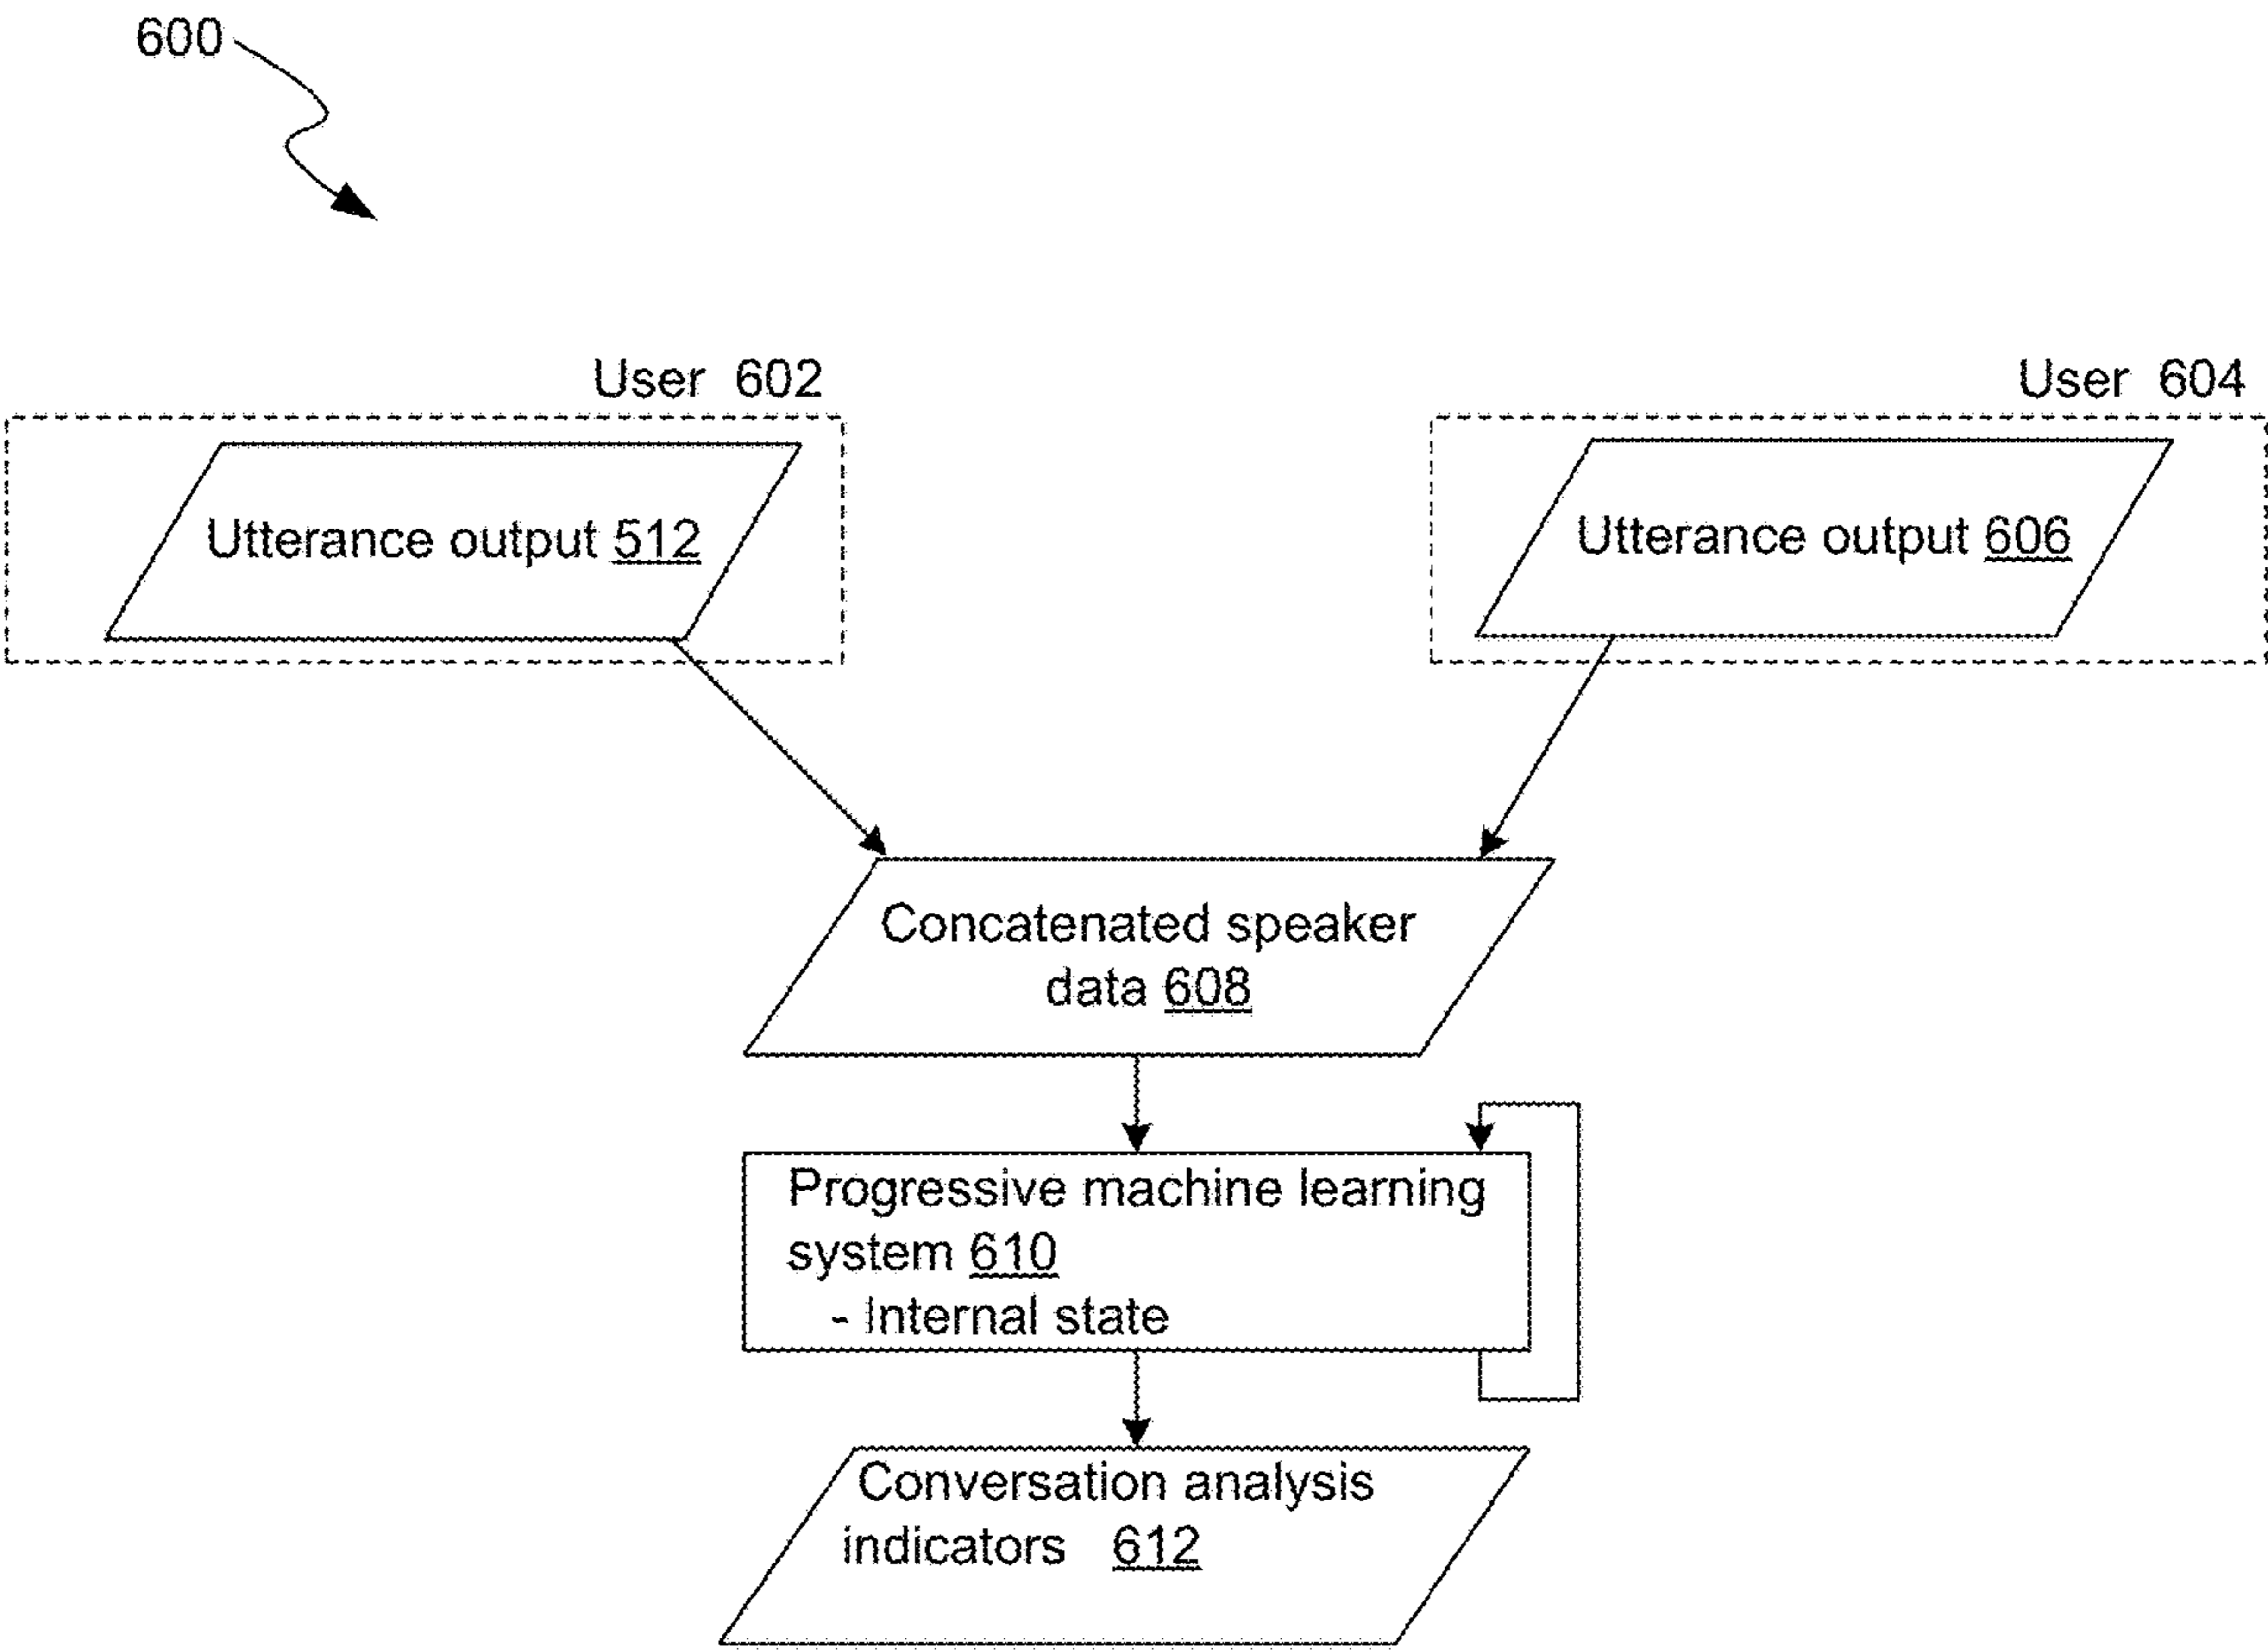 600
User 602
User 604
Utterance output 512
Utterance output 606
Concatenated speaker
data 608
Progressive machine learning
system 610
- Internal state
Conversation analysis
indicators 612